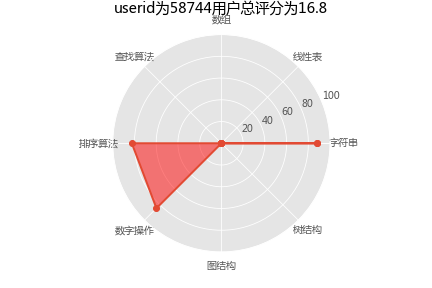 userid为58744用户总评分为16.8
数组
查找算法
线性表
100
80
60
40
20
排序算法
字符串
数字操作
树结构
图结构